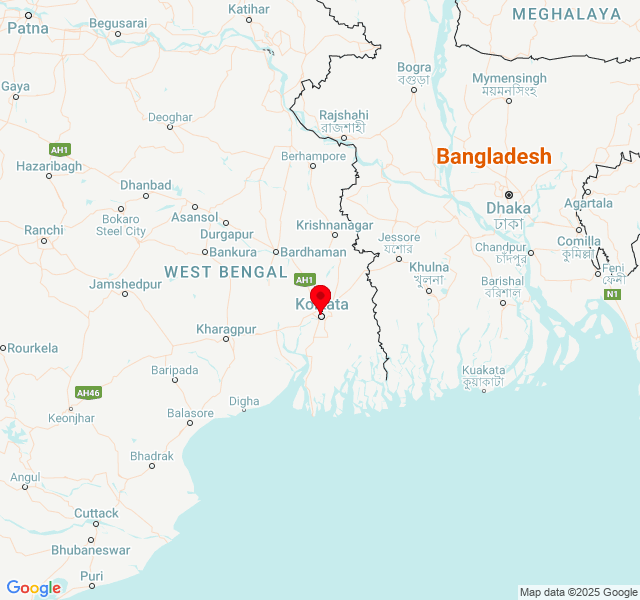 Katihar
MEGHALAYA
Patna
Begusarai
Bogra
বগুড়া
Mymensingh
ময়মনসিংহ
Gaya
Deoghar
Rajshahi
রাজশাহী
AH1
Berhampore
Bangladesh
Hazaribagh
Dhanbad
Agartala
Bokaro
Steel City
Asansol
Durgapur
Dhaka
ঢাকা
Ranchi
Krishnanagar
Jessore
যশোর
Comilla
কুমিল্লা
Bankura
Bardhaman
Chandpur
চাঁদপুর
WEST BENGAL
AH1
Khulna
খুলনা
Feni
ফেনী
Jamshedpur
Barishal
বরিশাল
N1
Kolkata
Kharagpur
Rourkela
Baripada
Kuakata
কুয়াকাটা
AH46
Digha
Keonjhar
Balasore
Bhadrak
Angul
Cuttack
Bhubaneswar
Puri
Google
Map data ©2025 Google